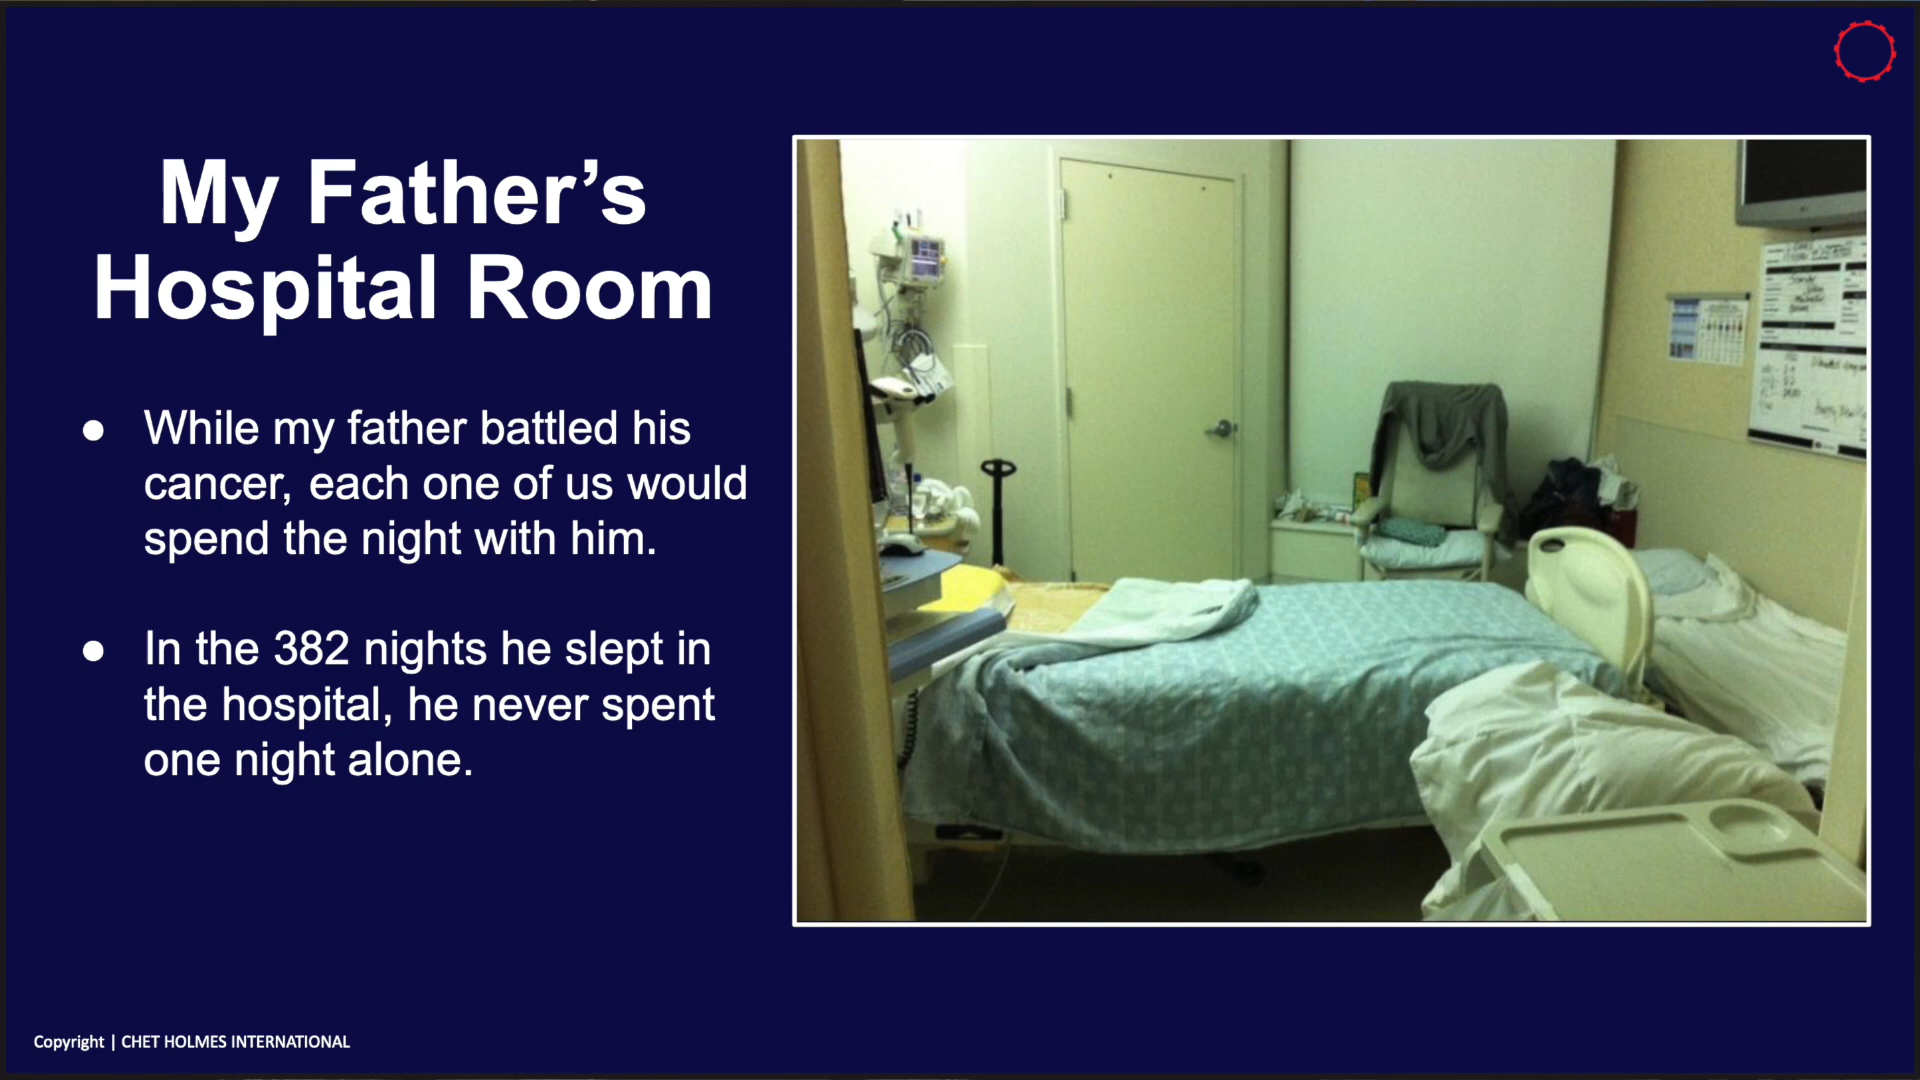 My Father’s
Hospital Room
● While my father battled his
cancer, each one of us would
spend the night with him.
● In the 382 nights he slept in
the hospital, he never spent
one night alone.
Copyright | CHET HOLMES INTERNATIONAL